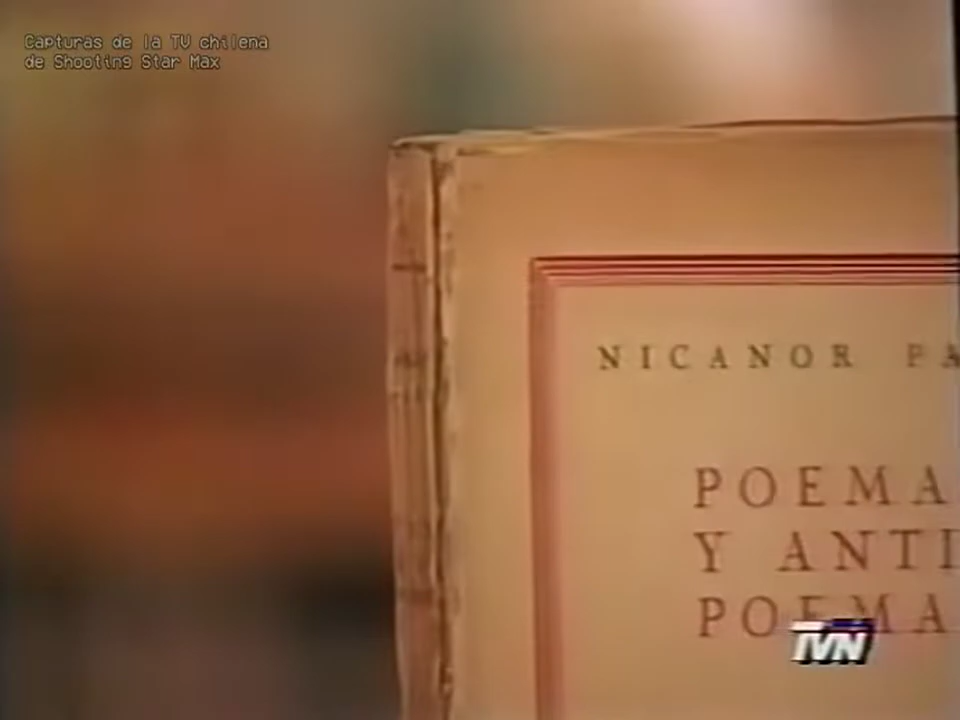 Capturas de la TV chilena
de Shooting Star Max
NICANOR PA
POEMA
Y ANTI
POEMA
TVN